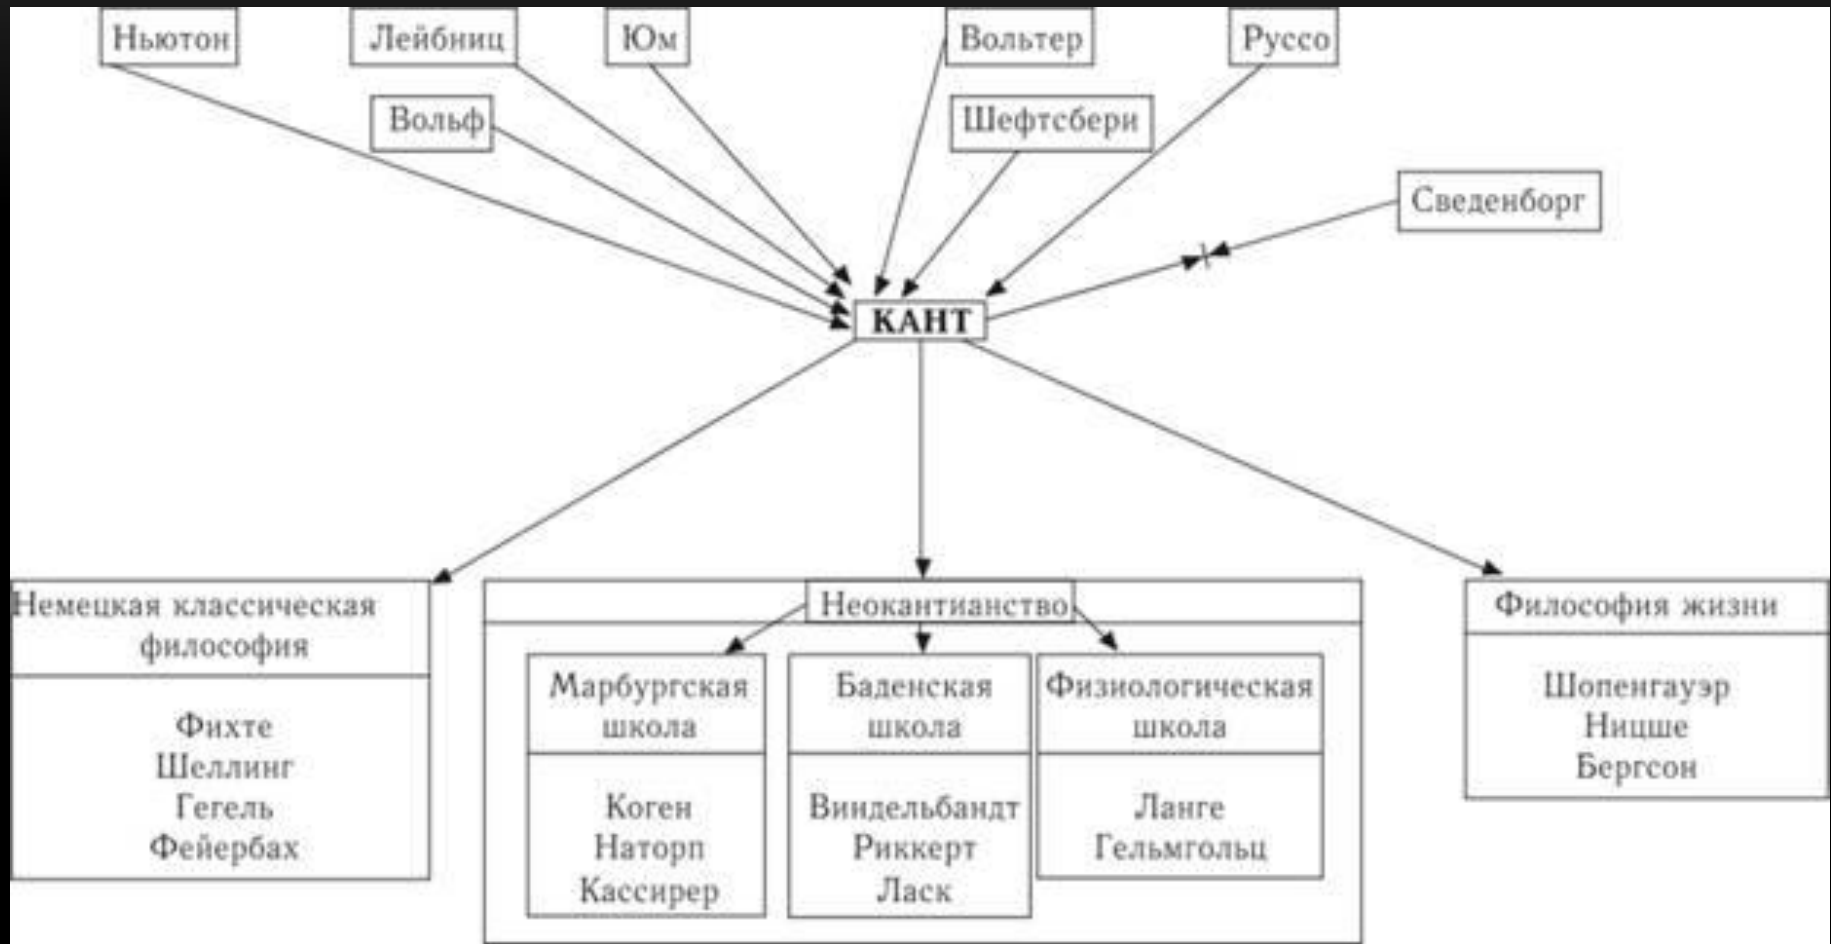 Ньютон
Лейбниц
Юм
Вольтер
Руссо
Вольф
Шефтсбери
Сведенборг
КАНТ
Немецкая классическая
философия
Фихте
Шеллинг
Гегель
Фейербах
Неокантианство
Марбургская
школа
Коген
Наторп
Кассирер
Баденская
школа
Виндельбандт
Риккерт
Ласк
Физиологическая
школа
Ланге
Гельмгольц
Философия жизни
Шопенгауэр
Ницше
Бергсон